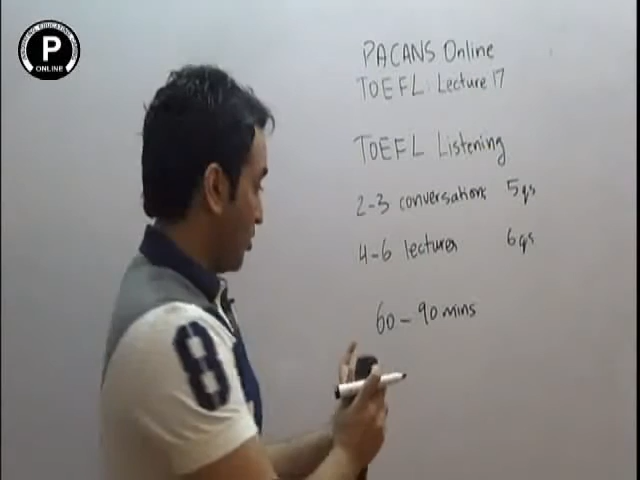 P
ONLINE
PACANS Online
TOEFL Lecture 17
TOEFL Listening
2-3 conversations 5qs
4-6 lectures 6qs
60-90 mins
8